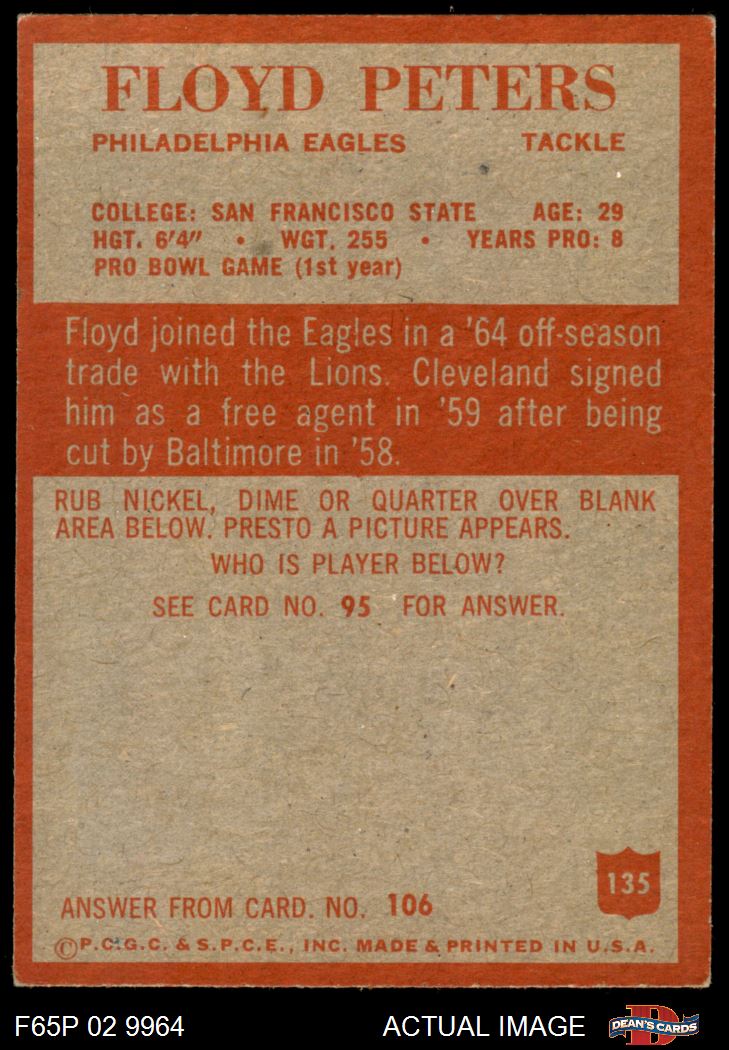 FLOYD PETERS
PHILADELPHIA EAGLES TACKLE
COLLEGE: SAN FRANCISCO STATE AGE: 29
HGT. 6'4" • WGT. 255 • YEARS PRO: 8
PRO BOWL GAME (1st year)
Floyd joined the Eagles in a '64 off-season
trade with the Lions. Cleveland signed
him as a free agent in '59 after being
cut by Baltimore in '58.
RUB NICKEL, DIME OR QUARTER OVER BLANK
AREA BELOW. PRESTO A PICTURE APPEARS.
WHO IS PLAYER BELOW?
SEE CARD NO. 95 FOR ANSWER.
135
ANSWER FROM CARD. NO. 106
©P.C.G.C. & S.P.C.E., INC. MADE & PRINTED IN U.S.A.
F65P 02 9964 ACTUAL IMAGE
D
DEAN'S CARDS